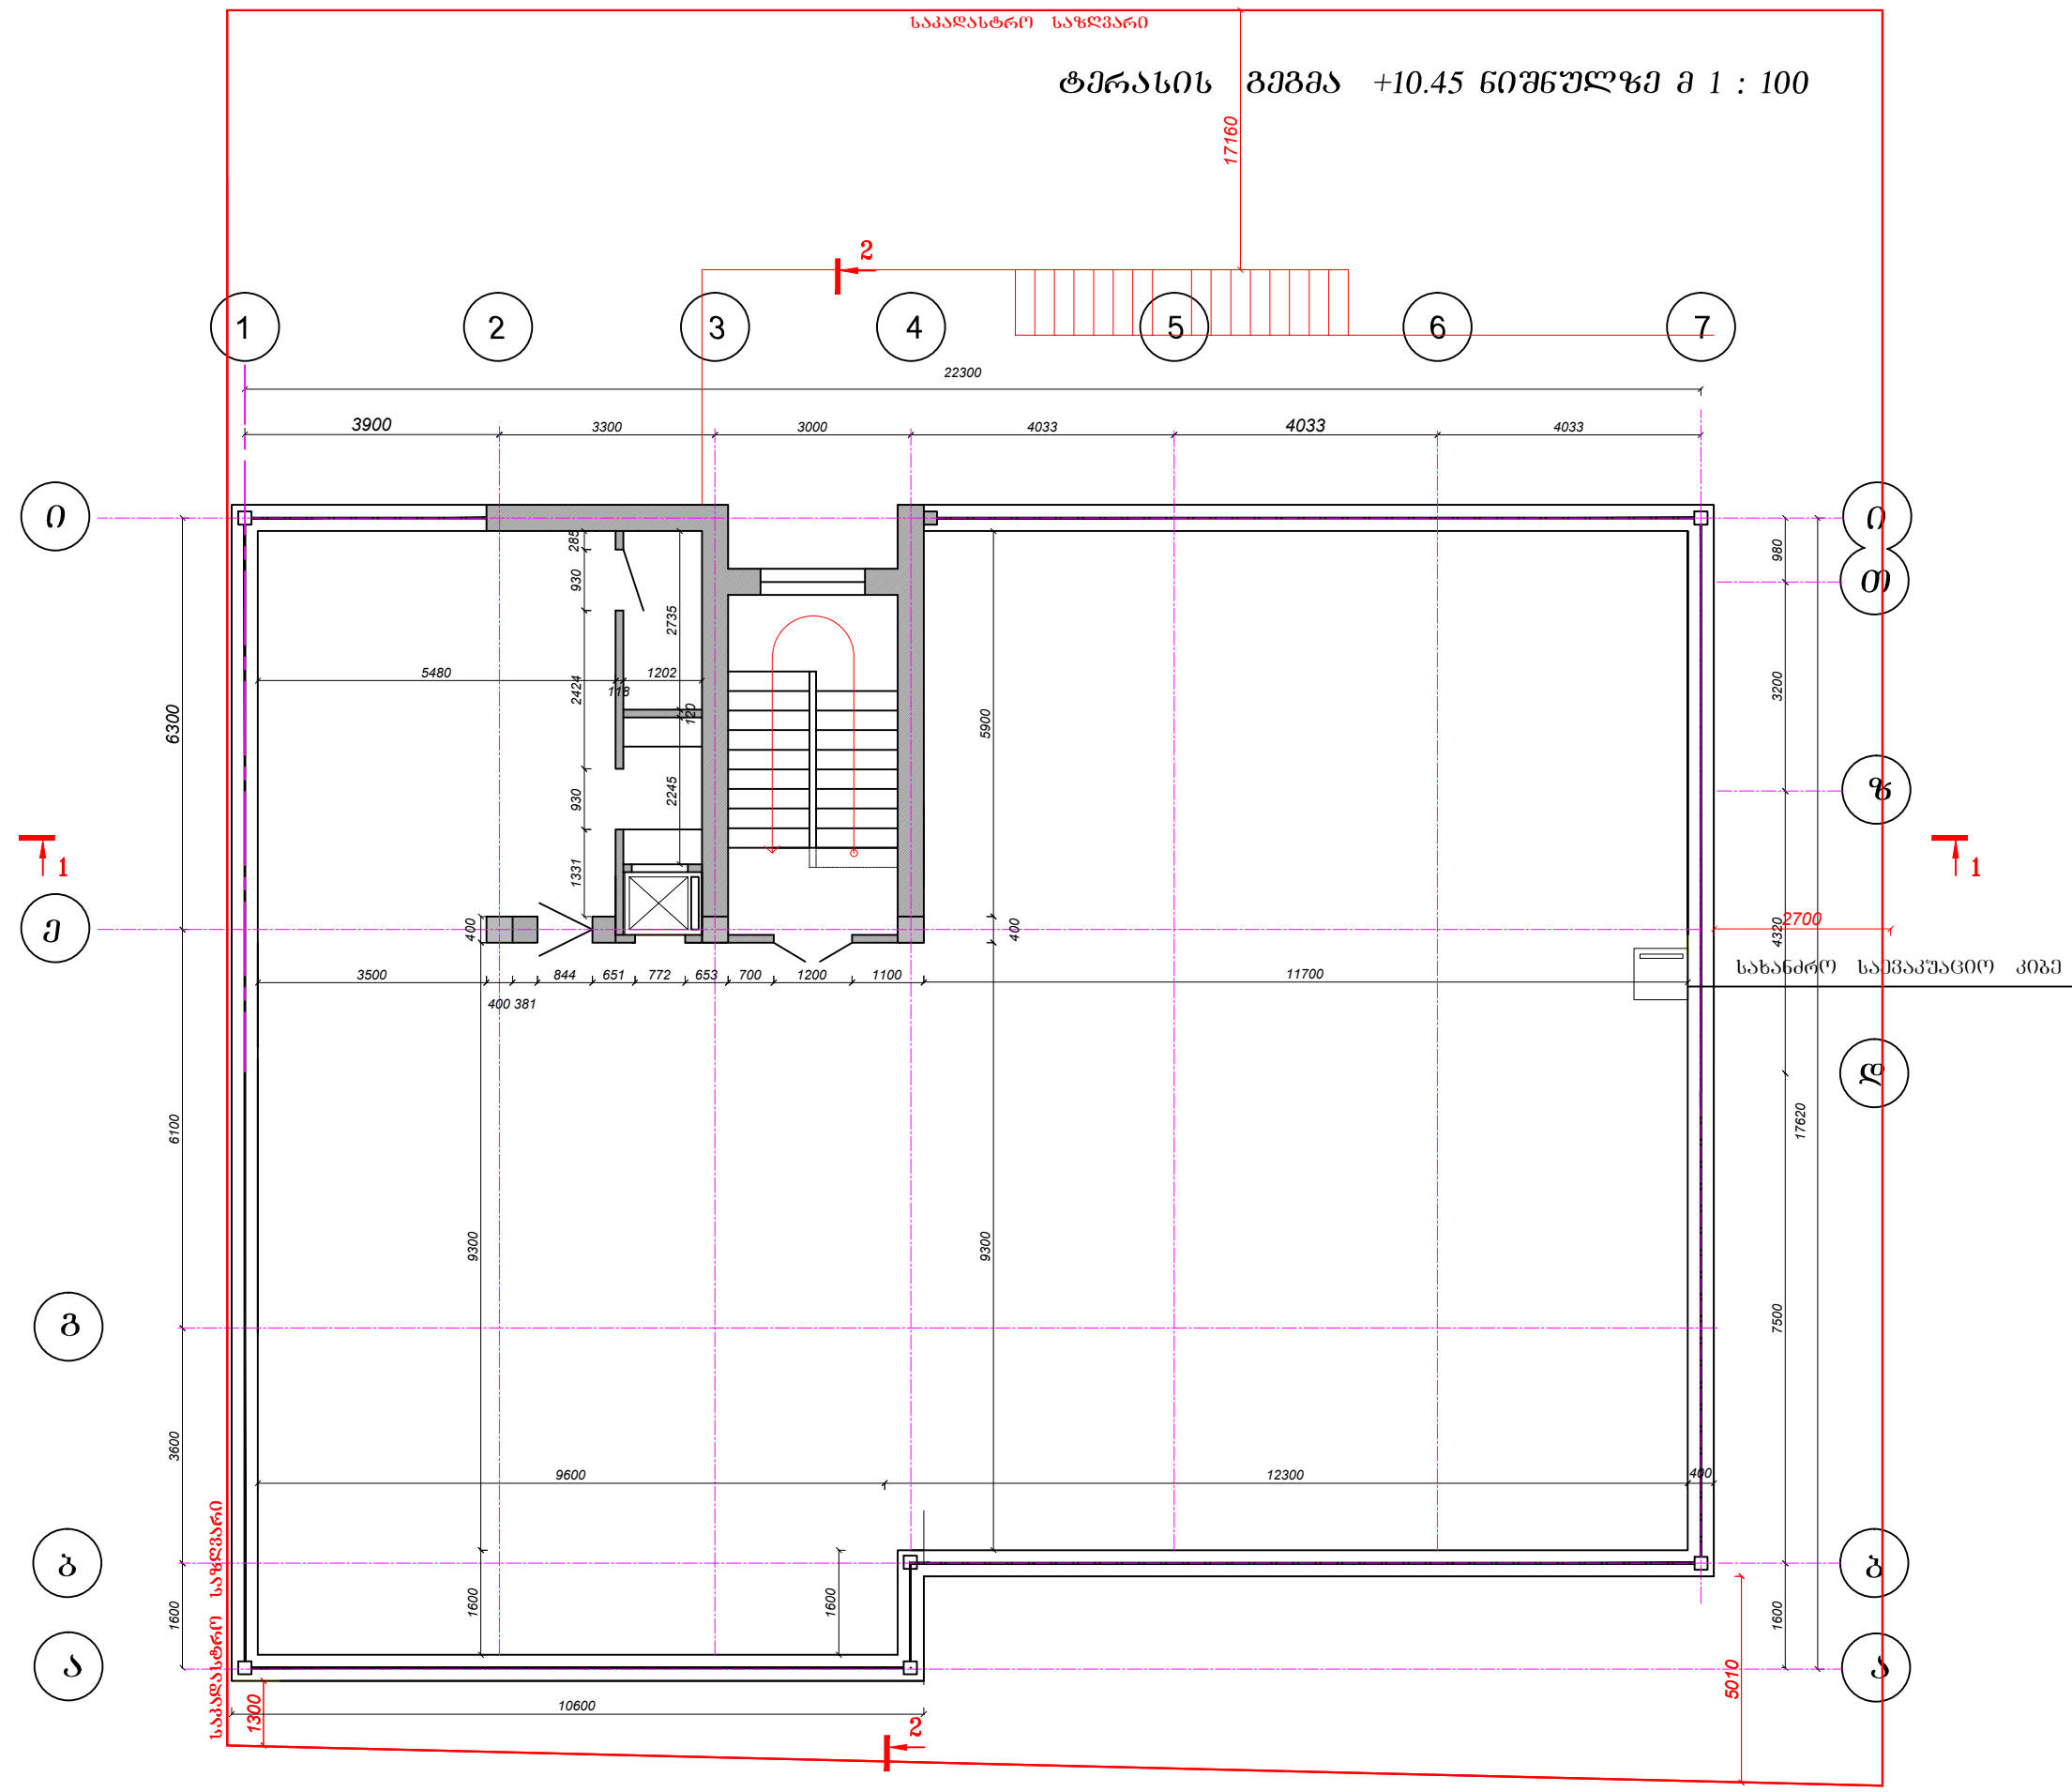 საკადასტრო საზღვარი
ტერასის გეგმა +10.45 ნიშნულზე მ 1 : 100
17160
2
1 2 3 4 5 6 7
22300
3900 3300 3000 4033 4033 4033
ი ი
თ
285
980
930
2735
5480 118 1202
2424
120
6300
5900
3200
930
2245
ზ
1 1
1331
ე
400 400
2700
4320
სახანძრო საევაკუაციო კიბე
3500 844 651 772 653 700 1200 1100 11700
400 381
დ
6100
17620
9300 9300
გ
7500
3600
9600 12300 400
საკადასტრო საზღვარი
ბ ბ
1600 1600 1600 1600
ა ა
5010
1300
10600
2